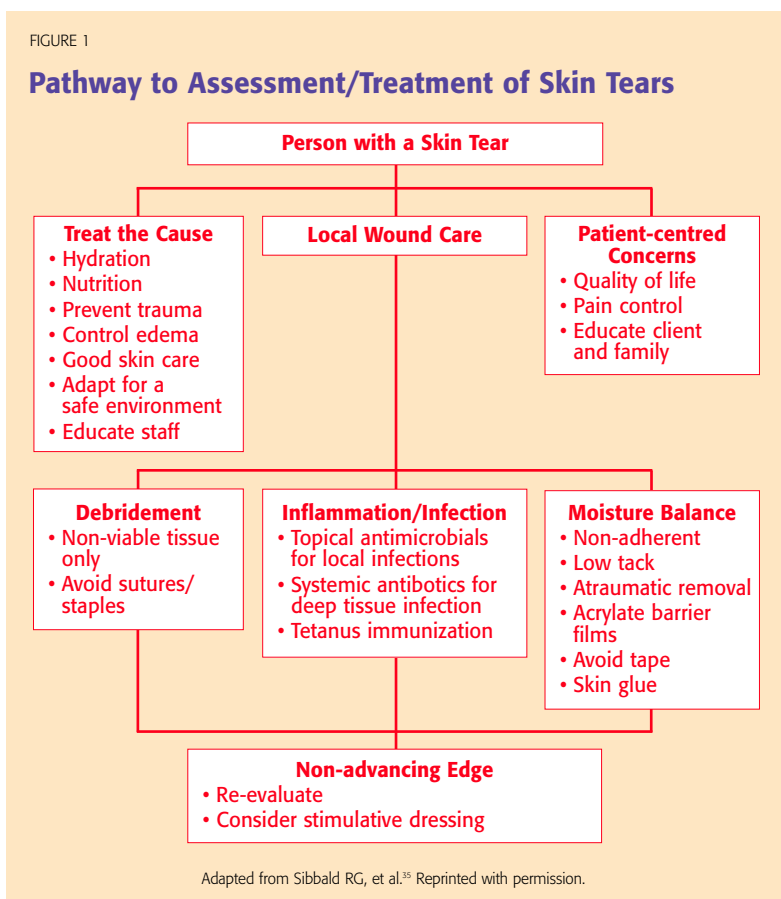 FIGURE 1
Pathway to Assessment/Treatment of Skin Tears
Person with a Skin Tear
Treat the Cause
• Hydration
• Nutrition
• Prevent trauma
• Control edema
• Good skin care
• Adapt for a
safe environment
• Educate staff
Local Wound Care
Patient-centred
Concerns
• Quality of life
• Pain control
• Educate client
and family
Debridement
• Non-viable tissue
only
• Avoid sutures/
staples
Inflammation/Infection
• Topical antimicrobials
for local infections
• Systemic antibotics for
deep tissue infection
• Tetanus immunization
Moisture Balance
• Non-adherent
• Low tack
• Atraumatic removal
• Acrylate barrier
films
• Avoid tape
• Skin glue
Non-advancing Edge
• Re-evaluate
• Consider stimulative dressing
Adapted from Sibbald RG, et al.³⁵ Reprinted with permission.